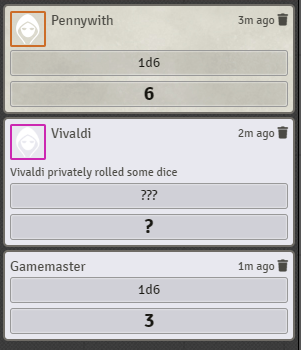 Pennywith 3m ago
1d6
6
Vivaldi 2m ago
Vivaldi privately rolled some dice
???
?
Gamemaster 1m ago
1d6
3